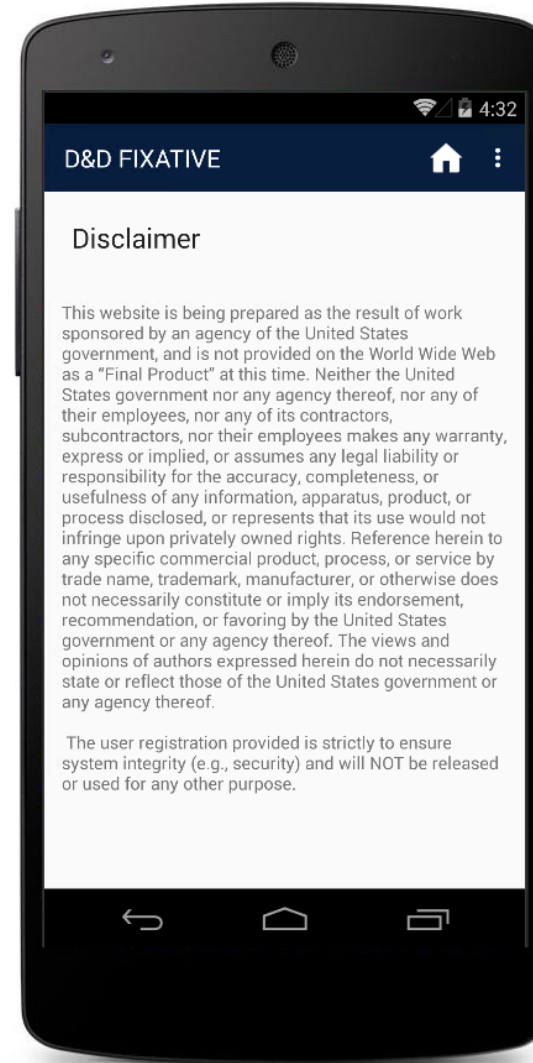 4:32
D&D FIXATIVE
Disclaimer
This website is being prepared as the result of work
sponsored by an agency of the United States
government, and is not provided on the World Wide Web
as a “Final Product” at this time. Neither the United
States government nor any agency thereof, nor any of
their employees, nor any of its contractors,
subcontractors, nor their employees makes any warranty,
express or implied, or assumes any legal liability or
responsibility for the accuracy, completeness, or
usefulness of any information, apparatus, product, or
process disclosed, or represents that its use would not
infringe upon privately owned rights. Reference herein to
any specific commercial product, process, or service by
trade name, trademark, manufacturer, or otherwise does
not necessarily constitute or imply its endorsement,
recommendation, or favoring by the United States
government or any agency thereof. The views and
opinions of authors expressed herein do not necessarily
state or reflect those of the United States government or
any agency thereof.
The user registration provided is strictly to ensure
system integrity (e.g., security) and will NOT be released
or used for any other purpose.